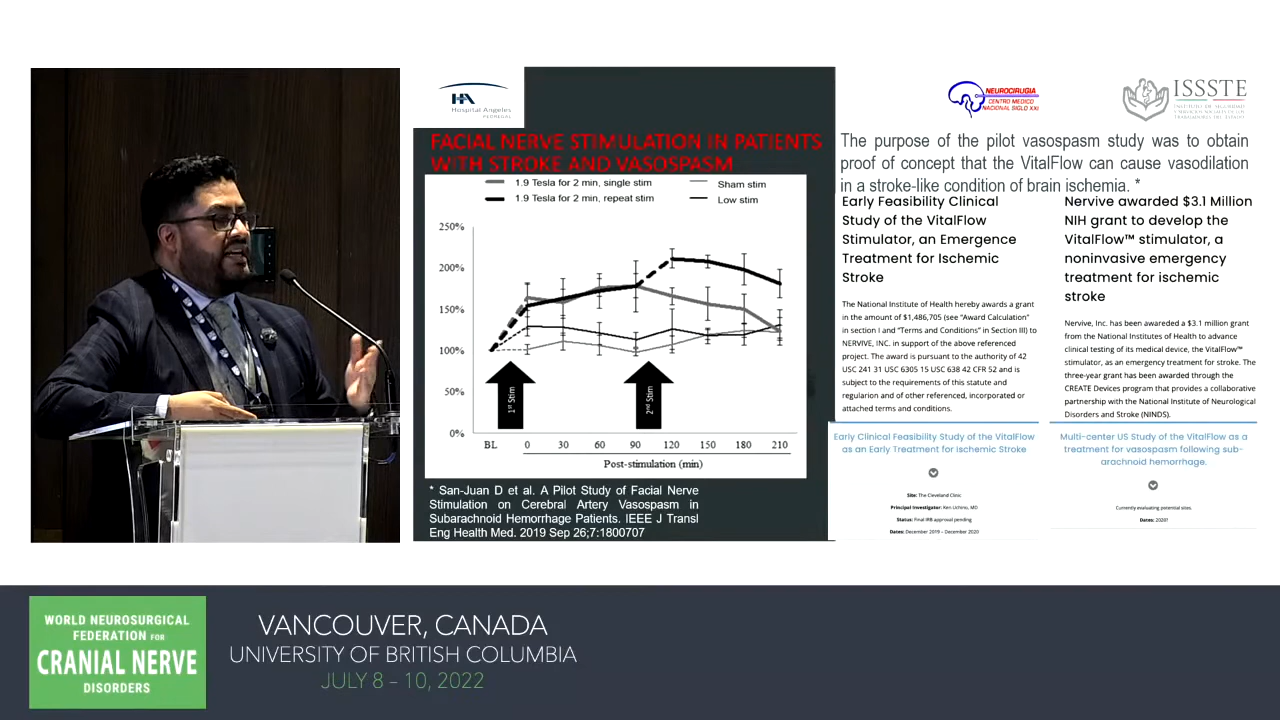 HA
Hospital Angeles
PEDREGAL
NEUROCIRUGIA
CENTRO MEDICO
NACIONAL SIGLO XXI
ISSSTE
FACIAL NERVE STIMULATION IN PATIENTS
WITH STROKE AND VASOSPASM
1.9 Tesla for 2 min, single stim
Sham stim
1.9 Tesla for 2 min, repeat stim
Low stim
250%
200%
150%
100%
50%
0%
1st Stim
2nd Stim
BL 0 30 60 90 120 150 180 210
Post-stimulation (min)
* San-Juan D et al. A Pilot Study of Facial Nerve
Stimulation on Cerebral Artery Vasospasm in
Subarachnoid Hemorrhage Patients. IEEE J Transl
Eng Health Med. 2019 Sep 26;7:1800707
The purpose of the pilot vasospasm study was to obtain
proof of concept that the VitalFlow can cause vasodilation
in a stroke-like condition of brain ischemia. *
Early Feasibility Clinical
Study of the VitalFlow
Stimulator, an Emergence
Treatment for Ischemic
Stroke
The National Institute of Health hereby awards a grant
in the amount of $1,486,705 (see "Award Calculation"
in section I and "Terms and Conditions" in Section III) to
NERVIVE, INC. in support of the above referenced
project. The award is pursuant to the authority of 42
USC 241 31 USC 6305 15 USC 638 42 CFR 52 and is
subject to the requirements of this statute and
regularion and of other referenced, incorporated or
attached terms and conditions.
Early Clinical Feasibility Study of the VitalFlow
as an Early Treatment for Ischemic Stroke
Site: The Cleveland Clinic
Principal Investigator: Ken Uchino, MD
Status: Final IRB approval pending
Dates: December 2019 – December 2020
Nervive awarded $3.1 Million
NIH grant to develop the
VitalFlow™ stimulator, a
noninvasive emergency
treatment for ischemic
stroke
Nervive, Inc. has been awareded a $3.1 million grant
from the National Institutes of Health to advance
clinical testing of its medical device, the VitalFlow™
stimulator, as an emergency treatment for stroke. The
three-year grant has been awarded through the
CREATE Devices program that provides a collaborative
partnership with the National Institute of Neurological
Disorders and Stroke (NINDS).
Multi-center US Study of the VitalFlow as a
treatment for vasospasm following sub-
arachnoid hemorrhage.
Currently evaluating potential sites.
Dates: 2020?
WORLD NEUROSURGICAL
FEDERATION FOR
CRANIAL NERVE
DISORDERS
VANCOUVER, CANADA
UNIVERSITY OF BRITISH COLUMBIA
JULY 8 – 10, 2022